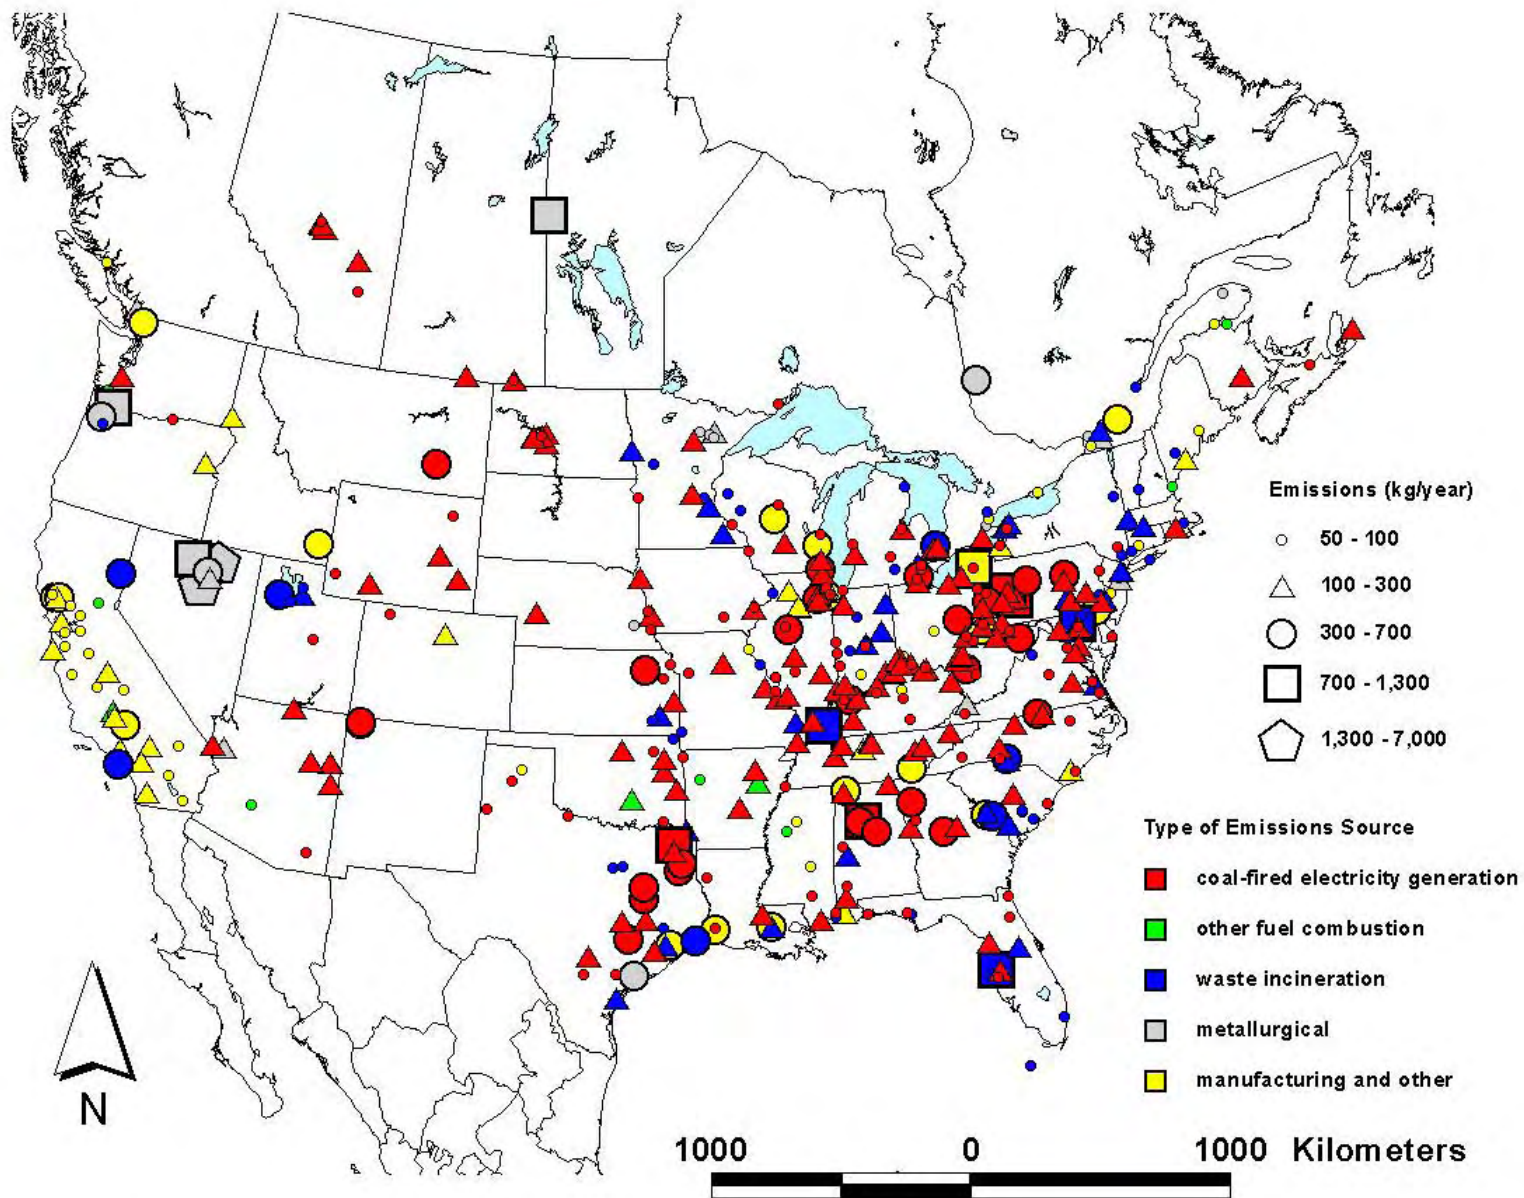 Emissions (kg/year)
50 - 100
100 - 300
300 - 700
700 - 1,300
1,300 - 7,000
Type of Emissions Source
coal-fired electricity generation
other fuel combustion
waste incineration
metallurgical
manufacturing and other
N
1000 0 1000 Kilometers